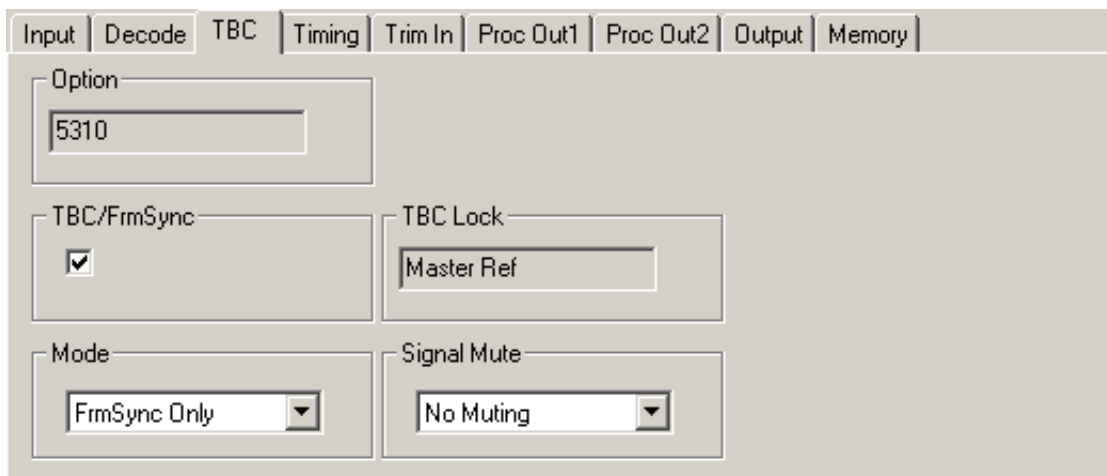 Input Decode TBC Timing Trim In Proc Out1 Proc Out2 Output Memory
Option
5310
TBC/FrmSync
TBC Lock
Master Ref
Mode
FrmSync Only
Signal Mute
No Muting